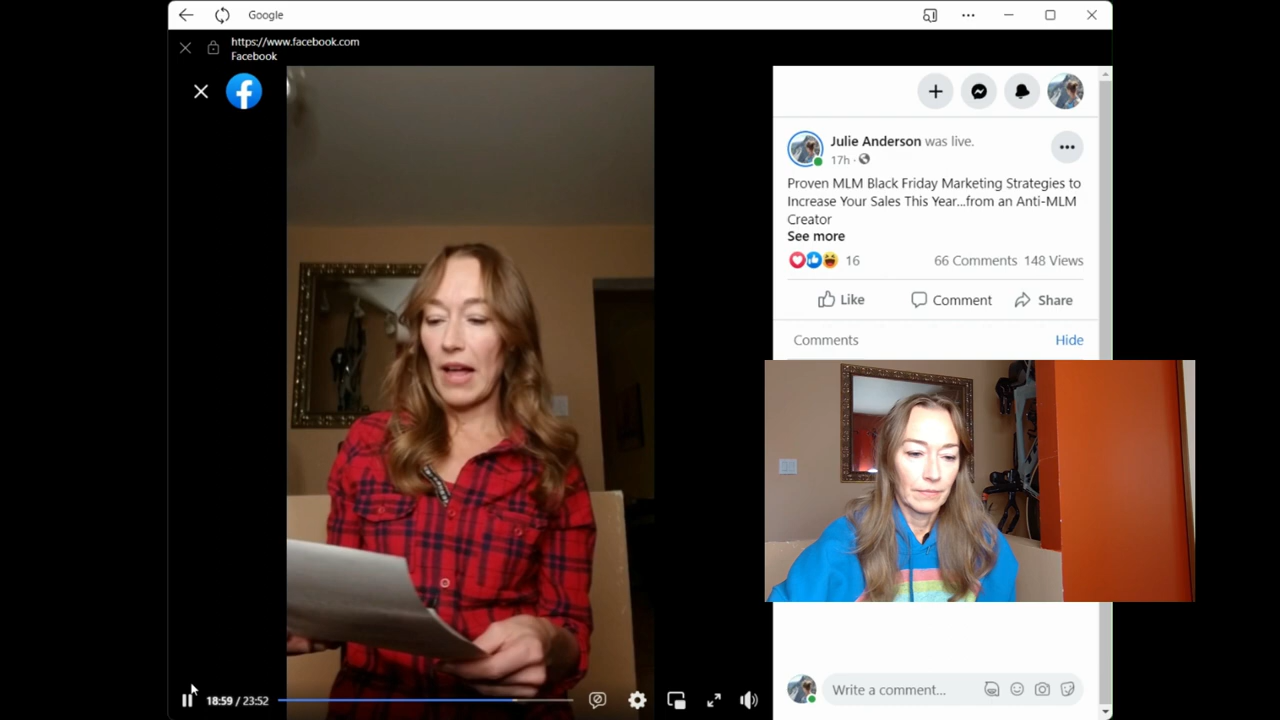 Google
https://www.facebook.com
Facebook
Julie Anderson was live.
17h ·
Proven MLM Black Friday Marketing Strategies to
Increase Your Sales This Year...from an Anti-MLM
Creator
See more
16 66 Comments 148 Views
Like Comment Share
Comments Hide
18:59 / 23:52
Write a comment...